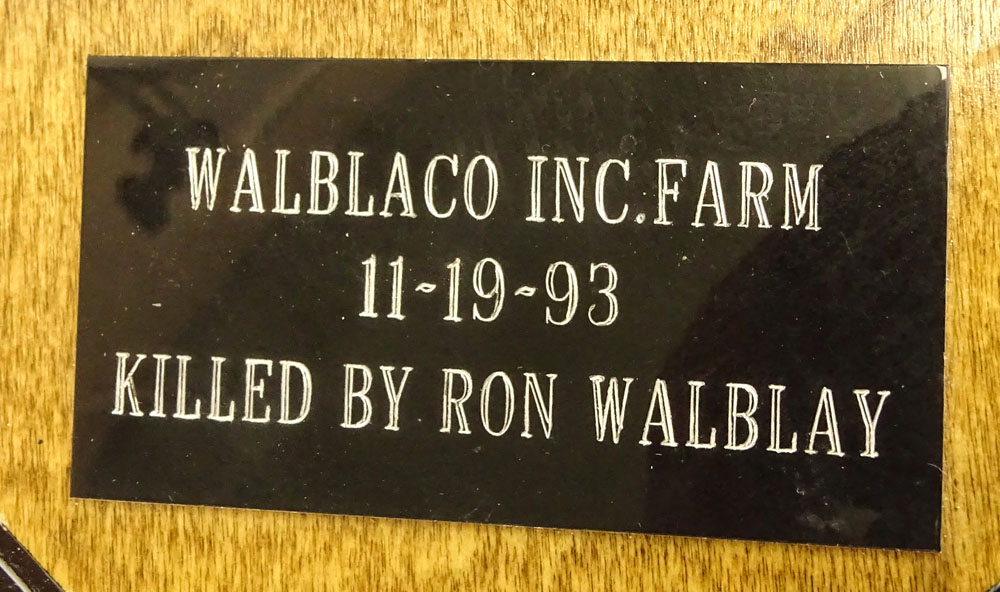 WALBLACO INC. FARM
11-19-93
KILLED BY RON WALBLAY